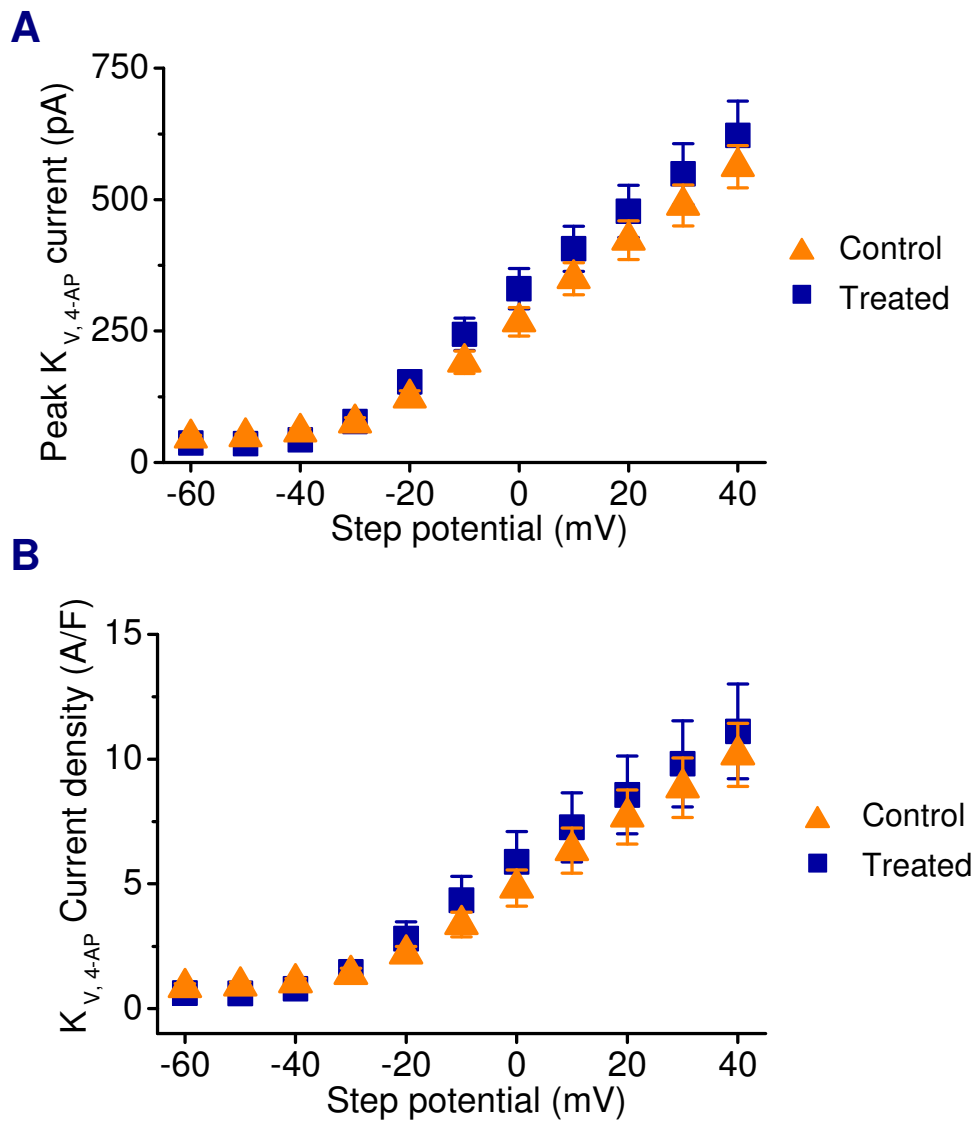 A
Peak K V, 4-AP current (pA)
750
500
250
0
-60 -40 -20 0 20 40
Step potential (mV)
Control
Treated
B
K V, 4-AP Current density (A/F)
15
10
5
0
-60 -40 -20 0 20 40
Step potential (mV)
Control
Treated